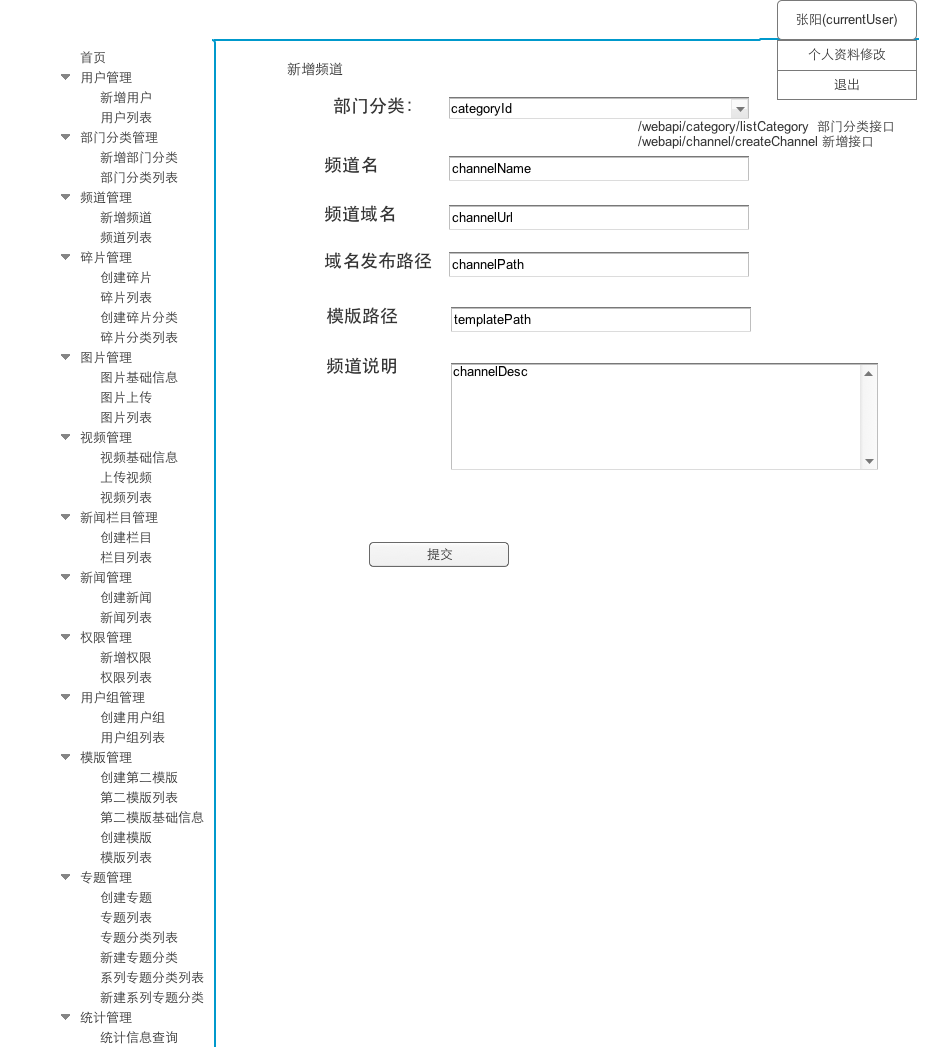 张阳(currentUser)
个人资料修改
退出
首页
用户管理
新增用户
用户列表
部门分类管理
新增部门分类
部门分类列表
频道管理
新增频道
频道列表
碎片管理
创建碎片
碎片列表
创建碎片分类
碎片分类列表
图片管理
图片基础信息
图片上传
图片列表
视频管理
视频基础信息
上传视频
视频列表
新闻栏目管理
创建栏目
栏目列表
新闻管理
创建新闻
新闻列表
权限管理
新增权限
权限列表
用户组管理
创建用户组
用户组列表
模版管理
创建第二模版
第二模版列表
第二模版基础信息
创建模版
模版列表
专题管理
创建专题
专题列表
专题分类列表
新建专题分类
系列专题分类列表
新建系列专题分类
统计管理
统计信息查询
新增频道
部门分类： categoryId
/webapi/category/listCategory 部门分类接口
/webapi/channel/createChannel 新增接口
频道名 channelName
频道域名 channelUrl
域名发布路径 channelPath
模版路径 templatePath
频道说明 channelDesc
提交